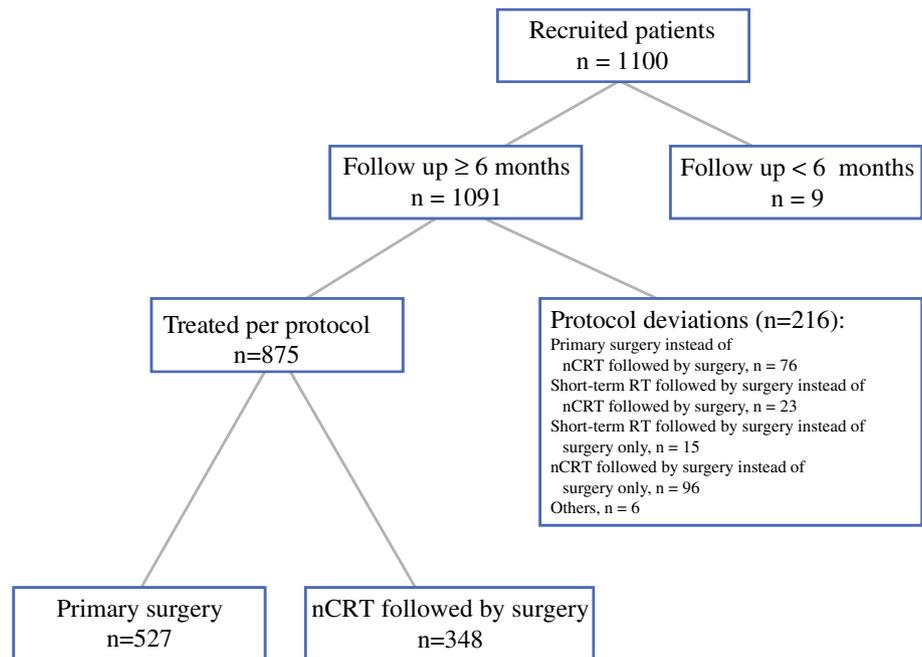 Recruited patients
n = 1100
Follow up ≥ 6 months
n = 1091
Follow up < 6  months
n = 9
Treated per protocol
n=875
Protocol deviations (n=216):
Primary surgery instead of
nCRT followed by surgery, n = 76
Short-term RT followed by surgery instead of
nCRT followed by surgery, n = 23
Short-term RT followed by surgery instead of
surgery only, n = 15
nCRT followed by surgery instead of
surgery only, n = 96
Others, n = 6
Primary surgery
n=527
nCRT followed by surgery
n=348